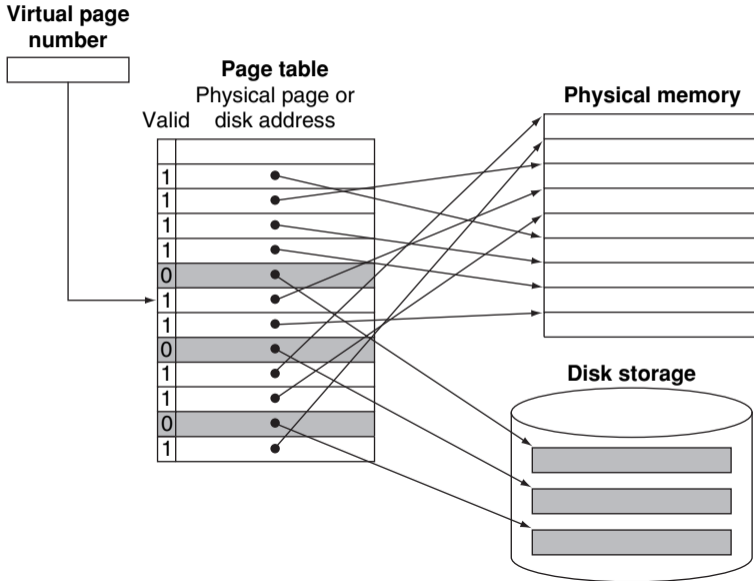 Virtual page
number
Page table
Physical page or
Valid disk address
Physical memory
1
1
1
1
0
1
1
0
1
1
0
1
Disk storage